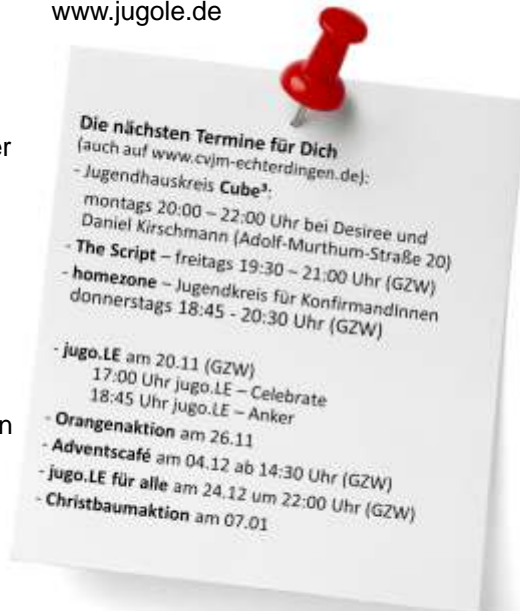 www.jugole.de
er
n
Die nächsten Termine für Dich
(auch auf www.cvjm-echterdingen.de):
- Jugendhauskreis Cube³:
montags 20:00 – 22:00 Uhr bei Desiree und
Daniel Kirschmann (Adolf-Murthum-Straße 20)
- The Script – freitags 19:30 – 21:00 Uhr (GZW)
- homezone – Jugendkreis für KonfirmandInnen
donnerstags 18:45 - 20:30 Uhr (GZW)
- jugo.LE am 20.11 (GZW)
17:00 Uhr jugo.LE – Celebrate
18:45 Uhr jugo.LE – Anker
- Orangenaktion am 26.11
- Adventscafé am 04.12 ab 14:30 Uhr (GZW)
- jugo.LE für alle am 24.12 um 22:00 Uhr (GZW)
- Christbaumaktion am 07.01